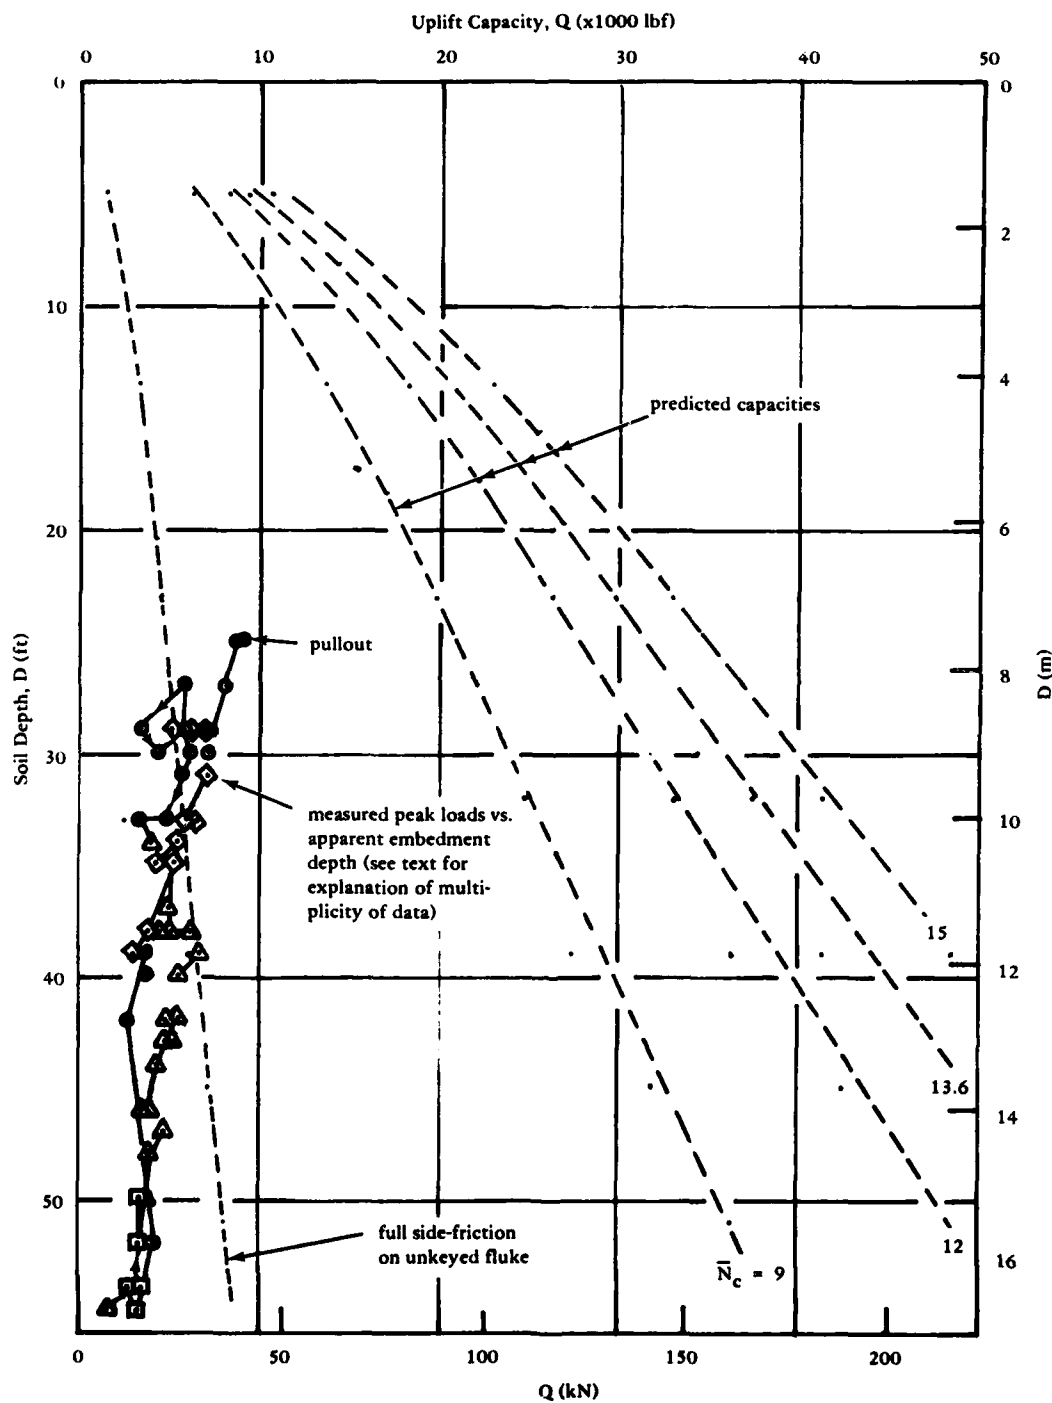 Uplift Capacity, Q (x1000 lbf)
0 10 20 30 40 50
0 0
2
10
4
predicted capacities
20 6
Soil Depth, D (ft)
pullout
8
D (m)
30
measured peak loads vs.
apparent embedment
depth (see text for
explanation of multi-
plicity of data)
10
15
40 12
13.6
14
50
full side-friction
on unkeyed fluke
12
N̅c = 9
16
0 50 100 150 200
Q (kN)